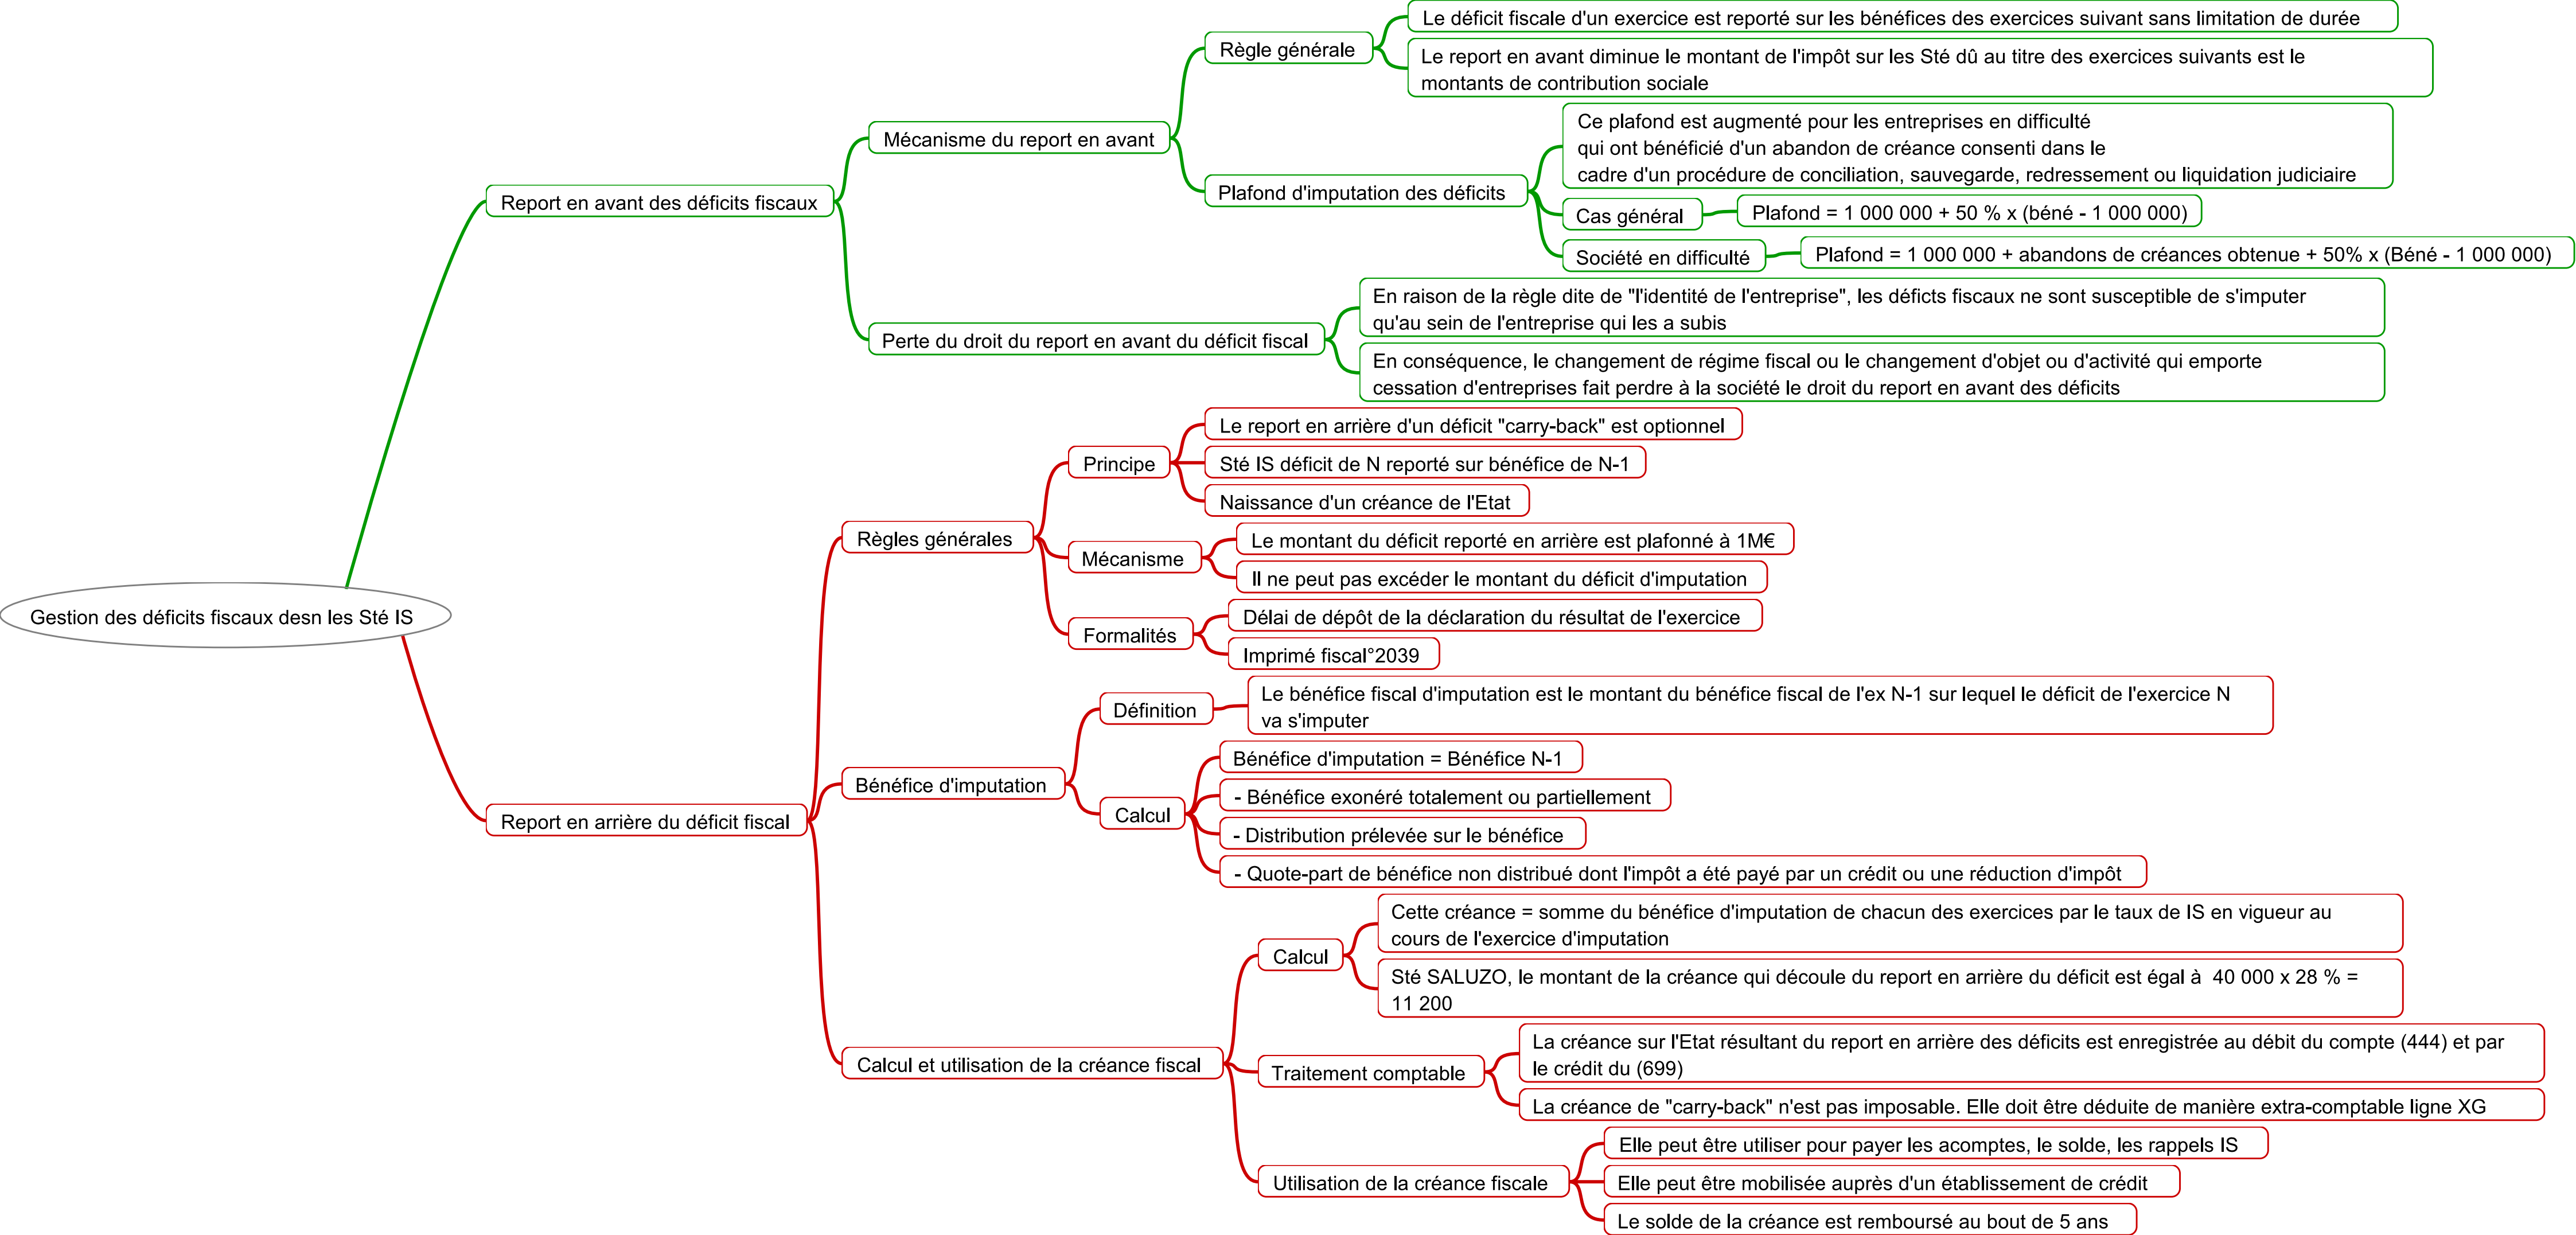 Gestion des déficits fiscaux desn les Sté IS
Report en avant des déficits fiscaux
Mécanisme du report en avant
Règle générale
Le déficit fiscale d'un exercice est reporté sur les bénéfices des exercices suivant sans limitation de durée
Le report en avant diminue le montant de l'impôt sur les Sté dû au titre des exercices suivants est le
montants de contribution sociale
Plafond d'imputation des déficits
Ce plafond est augmenté pour les entreprises en difficulté
qui ont bénéficié d'un abandon de créance consenti dans le
cadre d'un procédure de conciliation, sauvegarde, redressement ou liquidation judiciaire
Cas général
Plafond = 1 000 000 + 50 % x (béné - 1 000 000)
Société en difficulté
Plafond = 1 000 000 + abandons de créances obtenue + 50% x (Béné - 1 000 000)
Perte du droit du report en avant du déficit fiscal
En raison de la règle dite de "l'identité de l'entreprise", les déficts fiscaux ne sont susceptible de s'imputer
qu'au sein de l'entreprise qui les a subis
En conséquence, le changement de régime fiscal ou le changement d'objet ou d'activité qui emporte
cessation d'entreprises fait perdre à la société le droit du report en avant des déficits
Report en arrière du déficit fiscal
Règles générales
Principe
Le report en arrière d'un déficit "carry-back" est optionnel
Sté IS déficit de N reporté sur bénéfice de N-1
Naissance d'un créance de l'Etat
Mécanisme
Le montant du déficit reporté en arrière est plafonné à 1M€
Il ne peut pas excéder le montant du déficit d'imputation
Formalités
Délai de dépôt de la déclaration du résultat de l'exercice
Imprimé fiscal°2039
Bénéfice d'imputation
Définition
Le bénéfice fiscal d'imputation est le montant du bénéfice fiscal de l'ex N-1 sur lequel le déficit de l'exercice N
va s'imputer
Calcul
Bénéfice d'imputation = Bénéfice N-1
- Bénéfice exonéré totalement ou partiellement
- Distribution prélevée sur le bénéfice
- Quote-part de bénéfice non distribué dont l'impôt a été payé par un crédit ou une réduction d'impôt
Calcul et utilisation de la créance fiscal
Calcul
Cette créance = somme du bénéfice d'imputation de chacun des exercices par le taux de IS en vigueur au
cours de l'exercice d'imputation
Sté SALUZO, le montant de la créance qui découle du report en arrière du déficit est égal à  40 000 x 28 % =
11 200
Traitement comptable
La créance sur l'Etat résultant du report en arrière des déficits est enregistrée au débit du compte (444) et par
le crédit du (699)
La créance de "carry-back" n'est pas imposable. Elle doit être déduite de manière extra-comptable ligne XG
Utilisation de la créance fiscale
Elle peut être utiliser pour payer les acomptes, le solde, les rappels IS
Elle peut être mobilisée auprès d'un établissement de crédit
Le solde de la créance est remboursé au bout de 5 ans